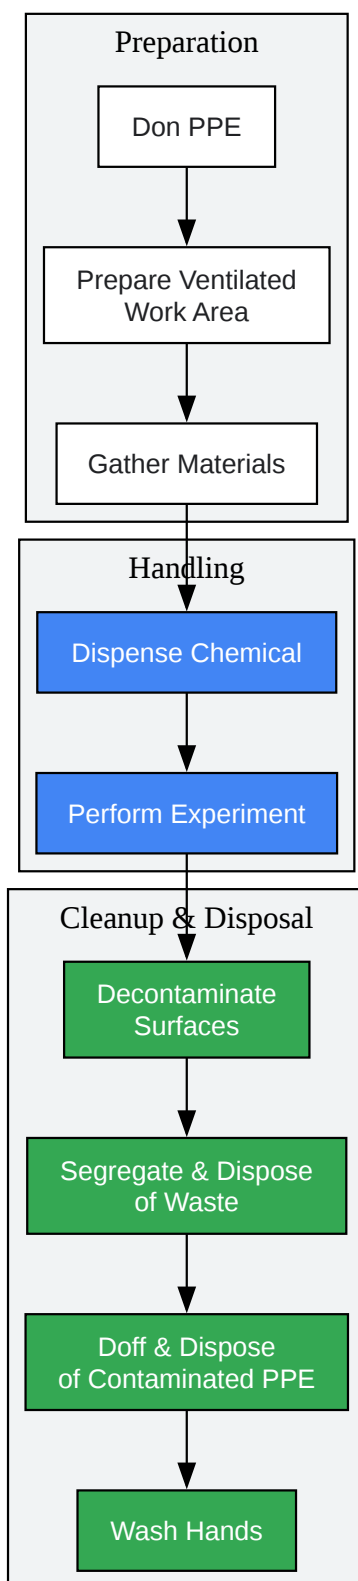 Preparation
Don PPE
Prepare Ventilated
Work Area
Gather Materials
Handling
Dispense Chemical
Perform Experiment
Cleanup & Disposal
Decontaminate
Surfaces
Segregate & Dispose
of Waste
Doff & Dispose
of Contaminated PPE
Wash Hands